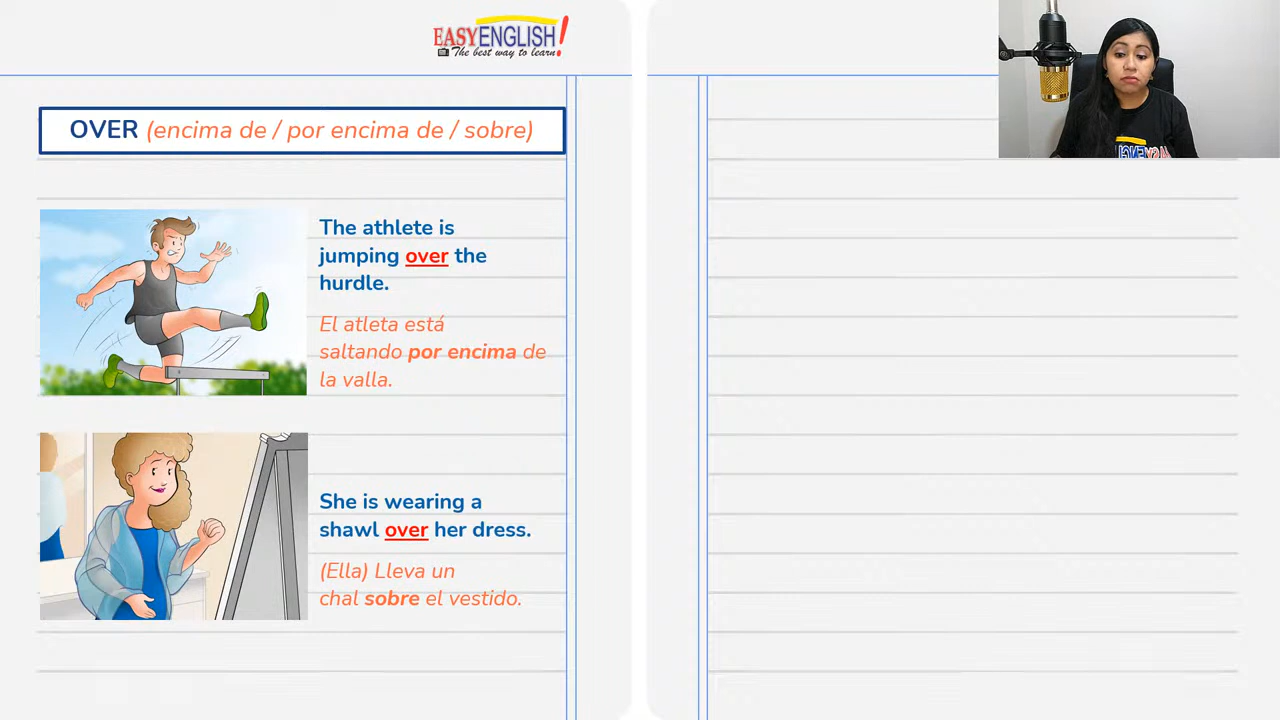 EASYENGLISH!
The best way to learn!
OVER (encima de / por encima de / sobre)
The athlete is
jumping over the
hurdle.
El atleta está
saltando por encima de
la valla.
She is wearing a
shawl over her dress.
(Ella) Lleva un
chal sobre el vestido.